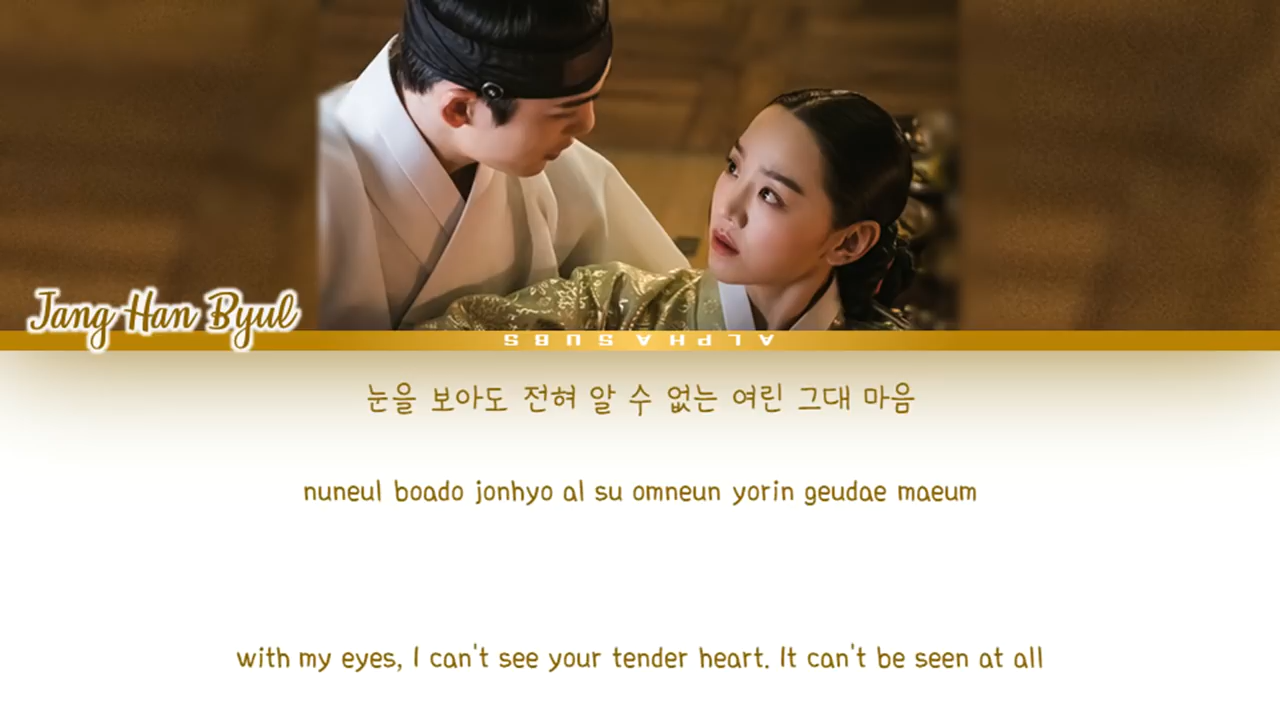 Jang Han Byul
ALPHASUBS
눈을 보아도 전혀 알 수 없는 여린 그대 마음
nuneul boado jonhyo al su omneun yorin geudae maeum
with my eyes, I can't see your tender heart. It can't be seen at all